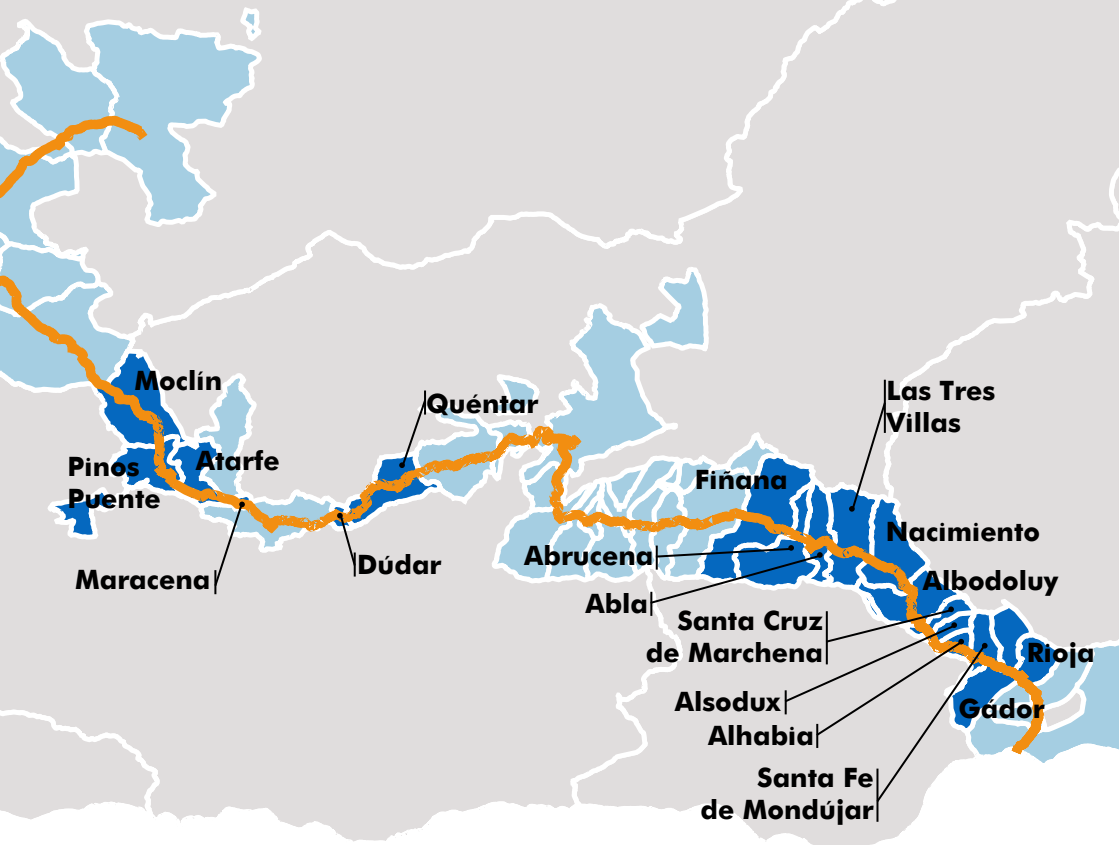 Moclín
Las Tres
Villas
Quéntar
Pinos
Puente
Atarfe
Fiñana
Nacimiento
Maracena
Dúdar
Abrucena
Albodoluy
Abla
Santa Cruz
de Marchena
Rioja
Alsodux
Gádor
Alhabia
Santa Fe
de Mondújar